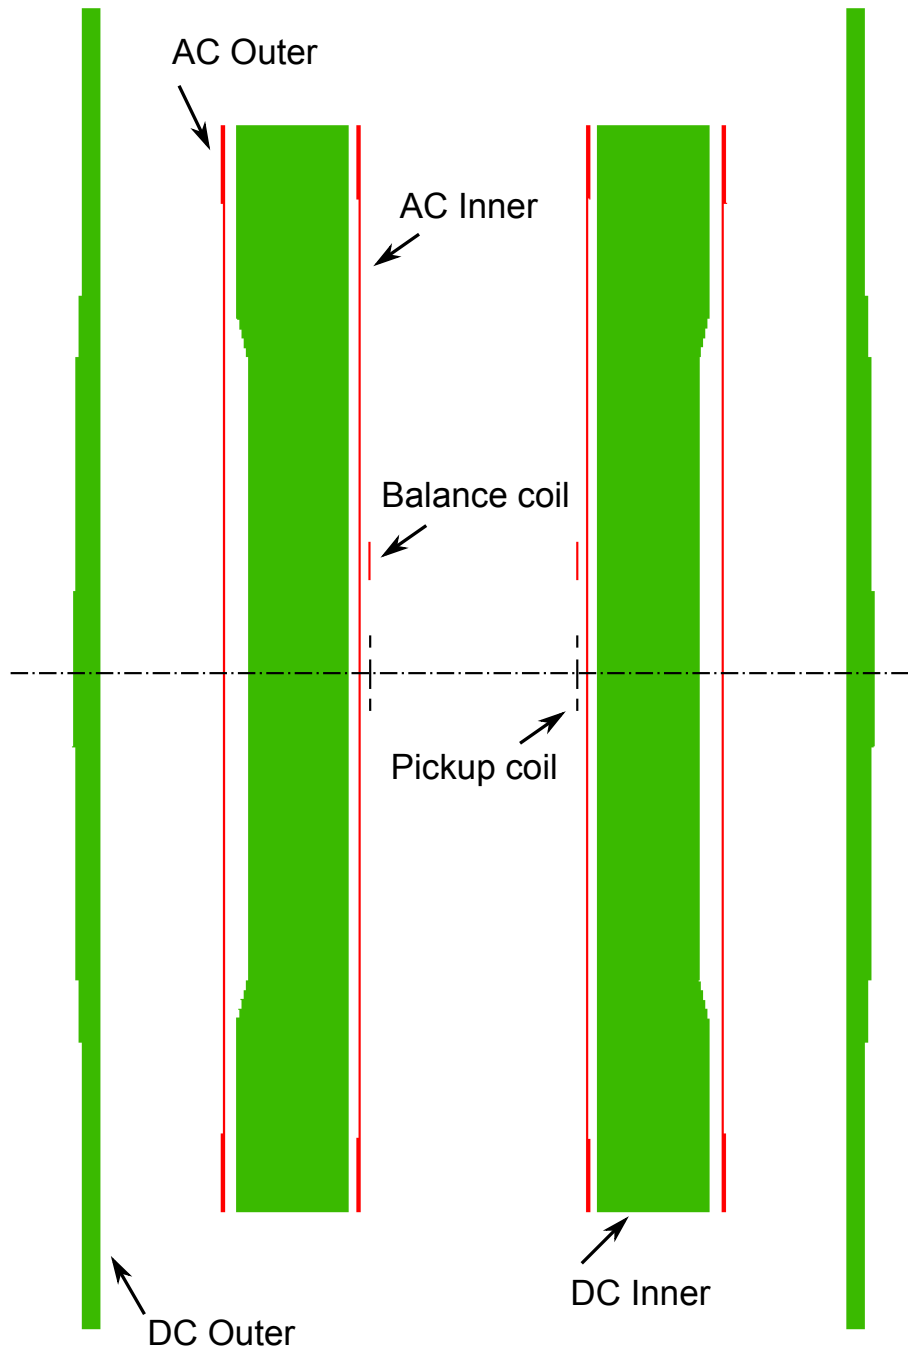 AC Outer
AC Inner
Balance coil
Pickup coil
DC Inner
DC Outer